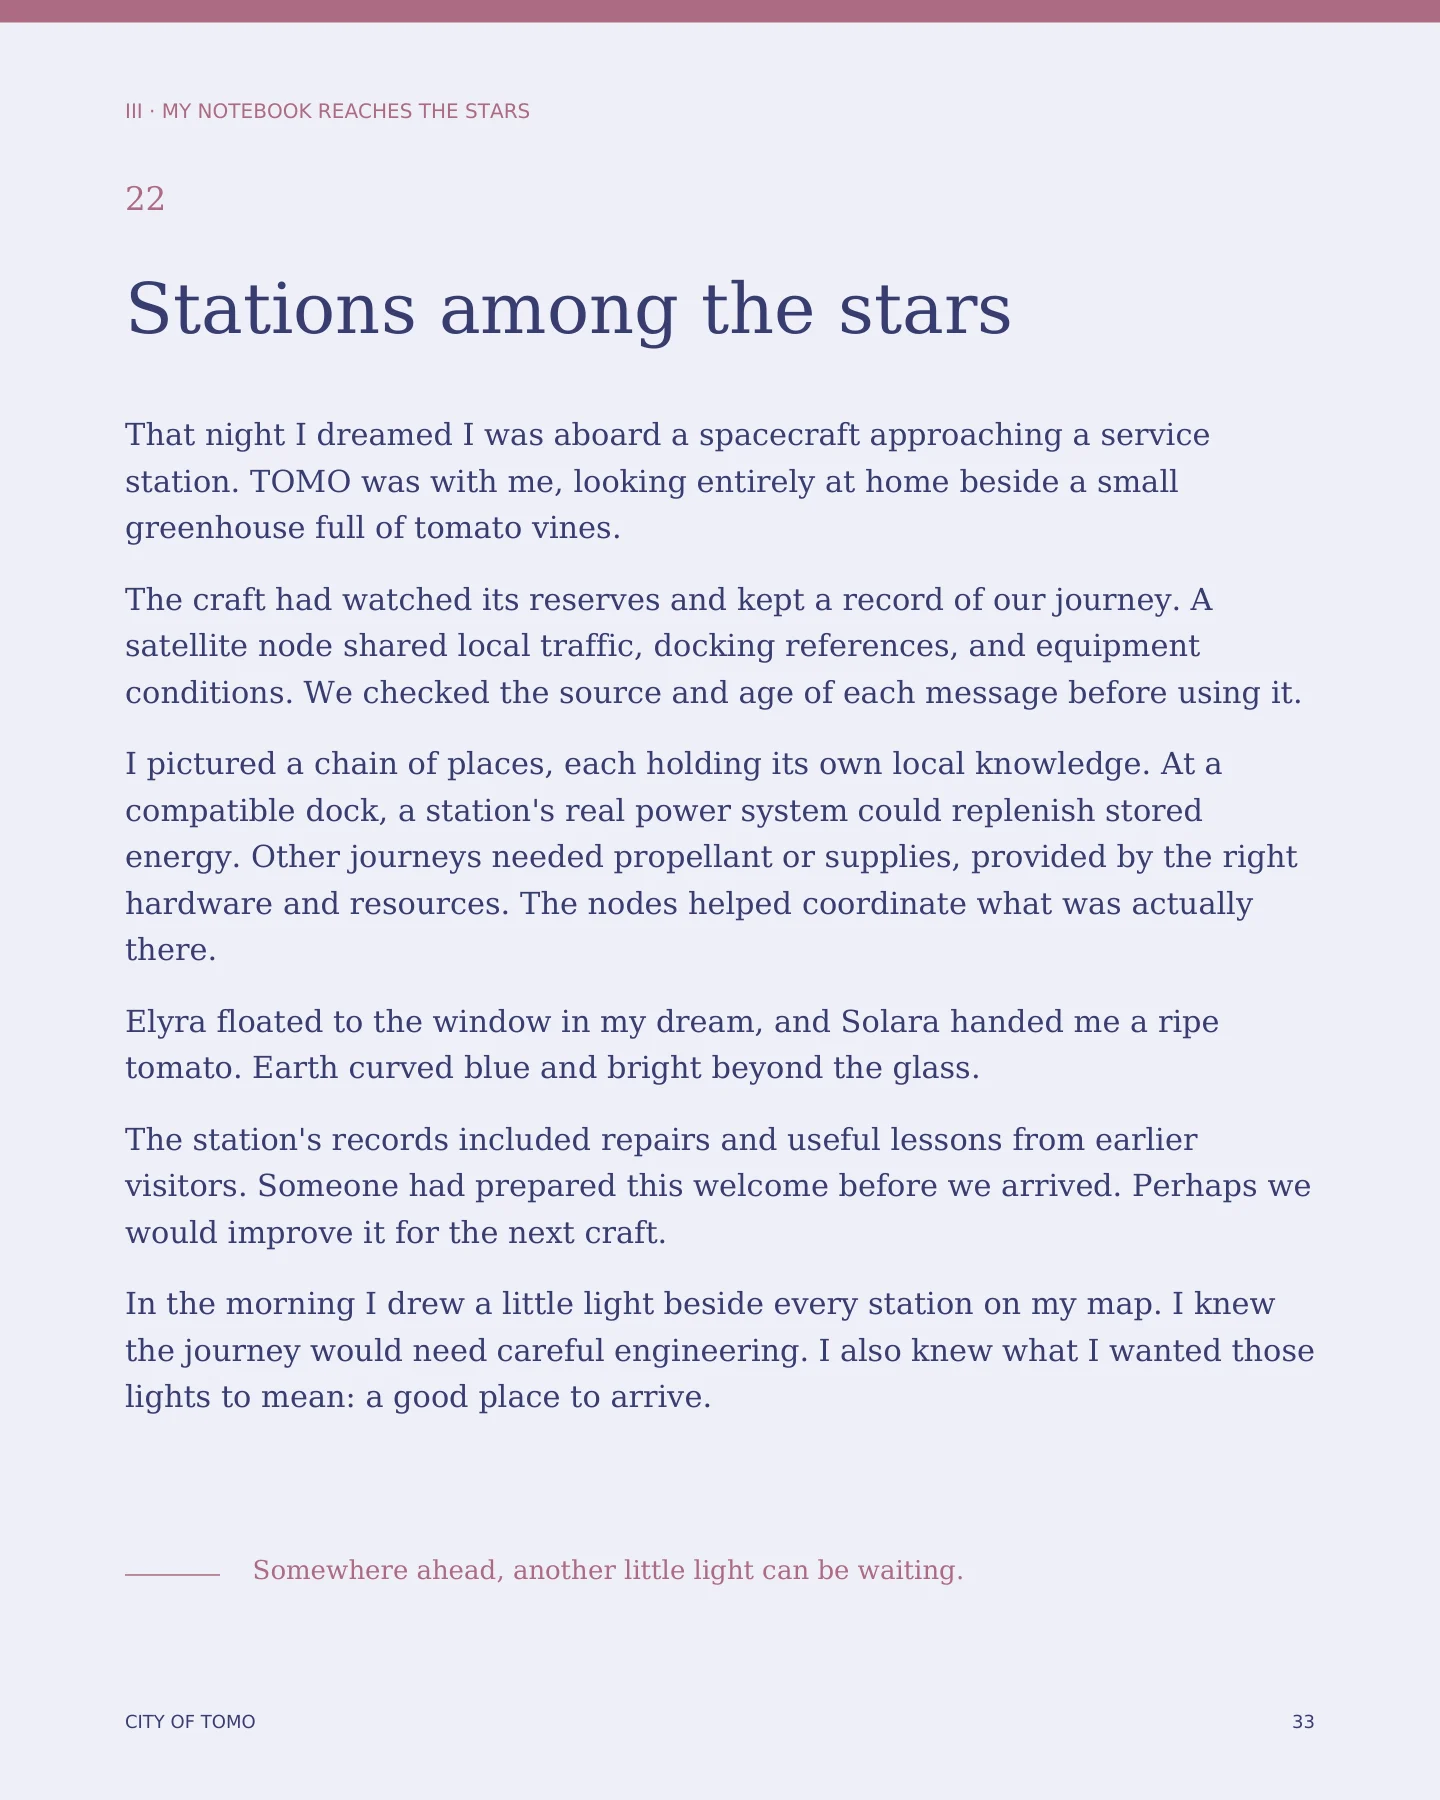 III · MY NOTEBOOK REACHES THE STARS
22
Stations among the stars
That night I dreamed I was aboard a spacecraft approaching a service
station. TOMO was with me, looking entirely at home beside a small
greenhouse full of tomato vines.
The craft had watched its reserves and kept a record of our journey. A
satellite node shared local traffic, docking references, and equipment
conditions. We checked the source and age of each message before using it.
I pictured a chain of places, each holding its own local knowledge. At a
compatible dock, a station's real power system could replenish stored
energy. Other journeys needed propellant or supplies, provided by the right
hardware and resources. The nodes helped coordinate what was actually
there.
Elyra floated to the window in my dream, and Solara handed me a ripe
tomato. Earth curved blue and bright beyond the glass.
The station's records included repairs and useful lessons from earlier
visitors. Someone had prepared this welcome before we arrived. Perhaps we
would improve it for the next craft.
In the morning I drew a little light beside every station on my map. I knew
the journey would need careful engineering. I also knew what I wanted those
lights to mean: a good place to arrive.
Somewhere ahead, another little light can be waiting.
CITY OF TOMO
33